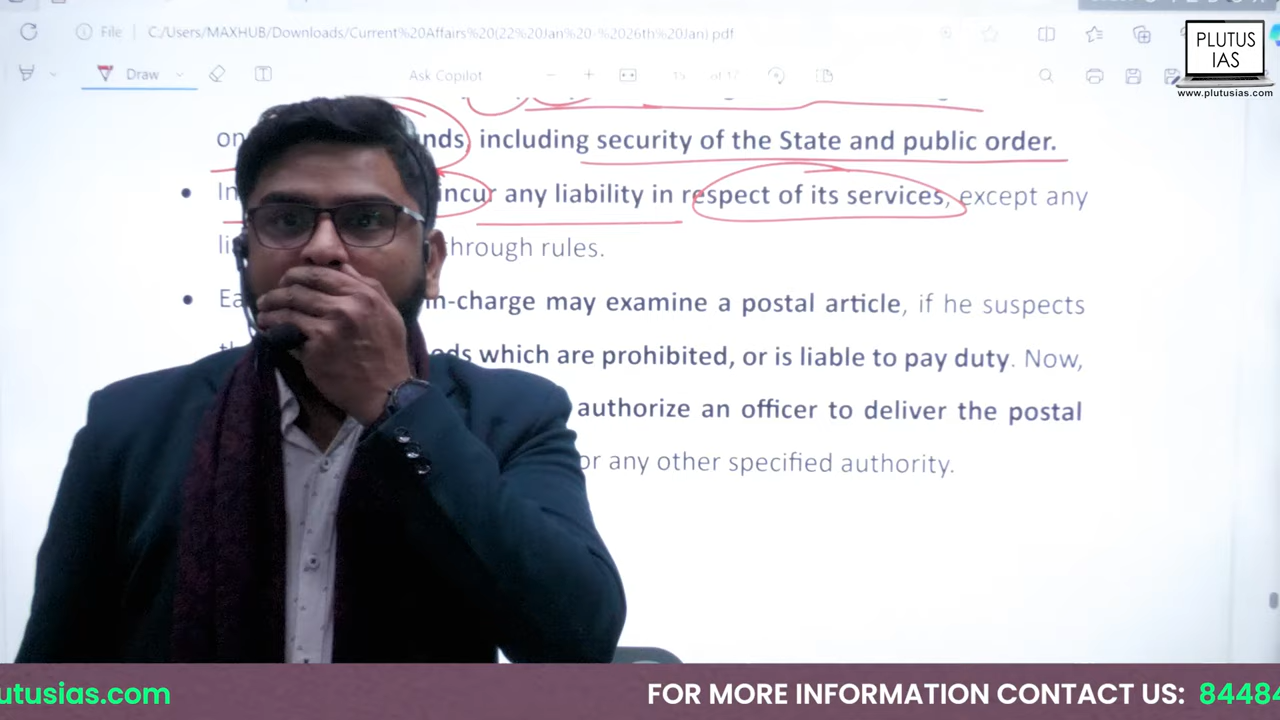 PLUTUS
IAS
www.plutusias.com
File C:/Users/MAXHUB/Downloads/Current%20Affairs%20(22%20Jan%20-%2026th%20Jan).pdf
Draw Ask Copilot of 17
including security of the State and public order.
incur any liability in respect of its services, except any
through rules.
n-charge may examine a postal article, if he suspects
which are prohibited, or is liable to pay duty. Now,
authorize an officer to deliver the postal
or any other specified authority.
utusias.com FOR MORE INFORMATION CONTACT US: 8448